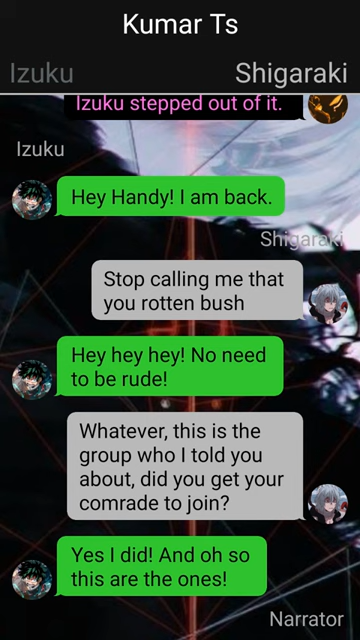 Kumar Ts
Izuku
Shigaraki
Izuku stepped out of it.
Izuku
Hey Handy! I am back.
Shigaraki
Stop calling me that
you rotten bush
Hey hey hey! No need
to be rude!
Whatever, this is the
group who I told you
about, did you get your
comrade to join?
Yes I did! And oh so
this are the ones!
Narrator